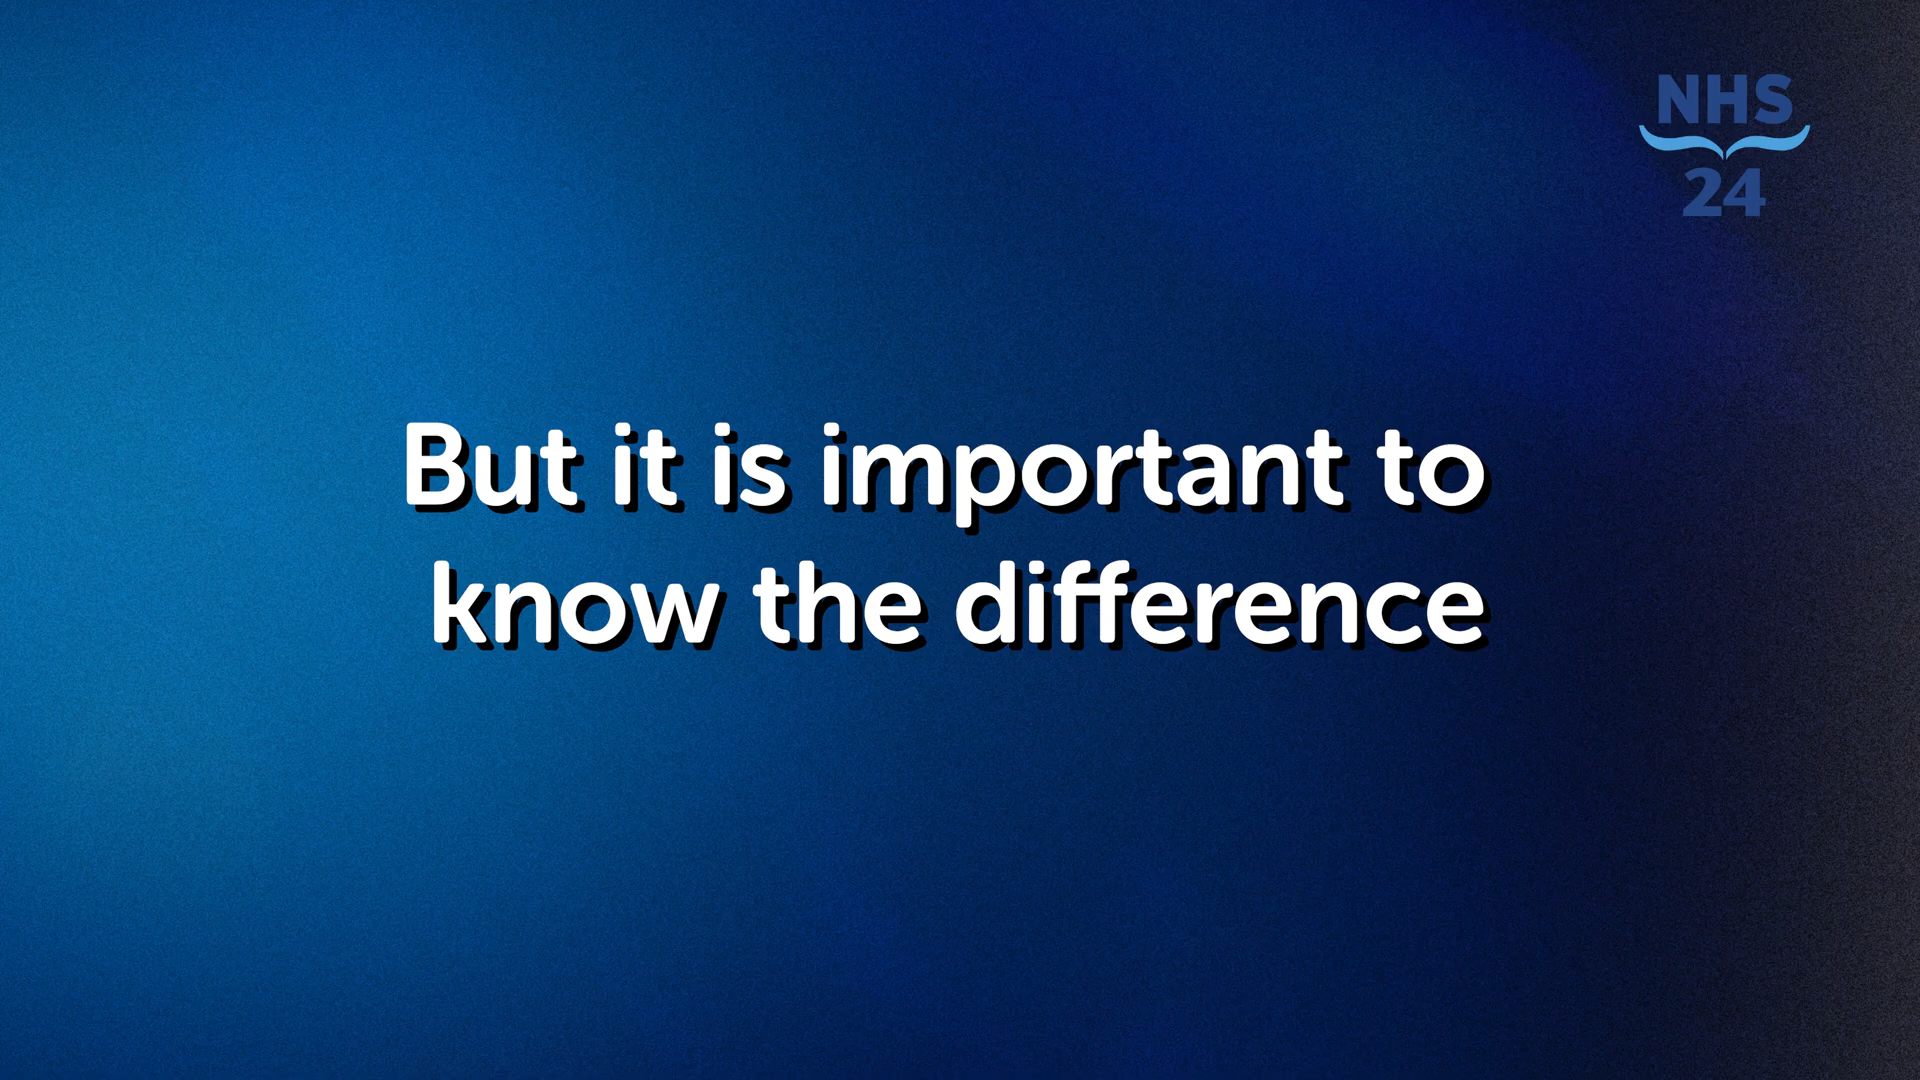 NHS
24
But it is important to
know the difference